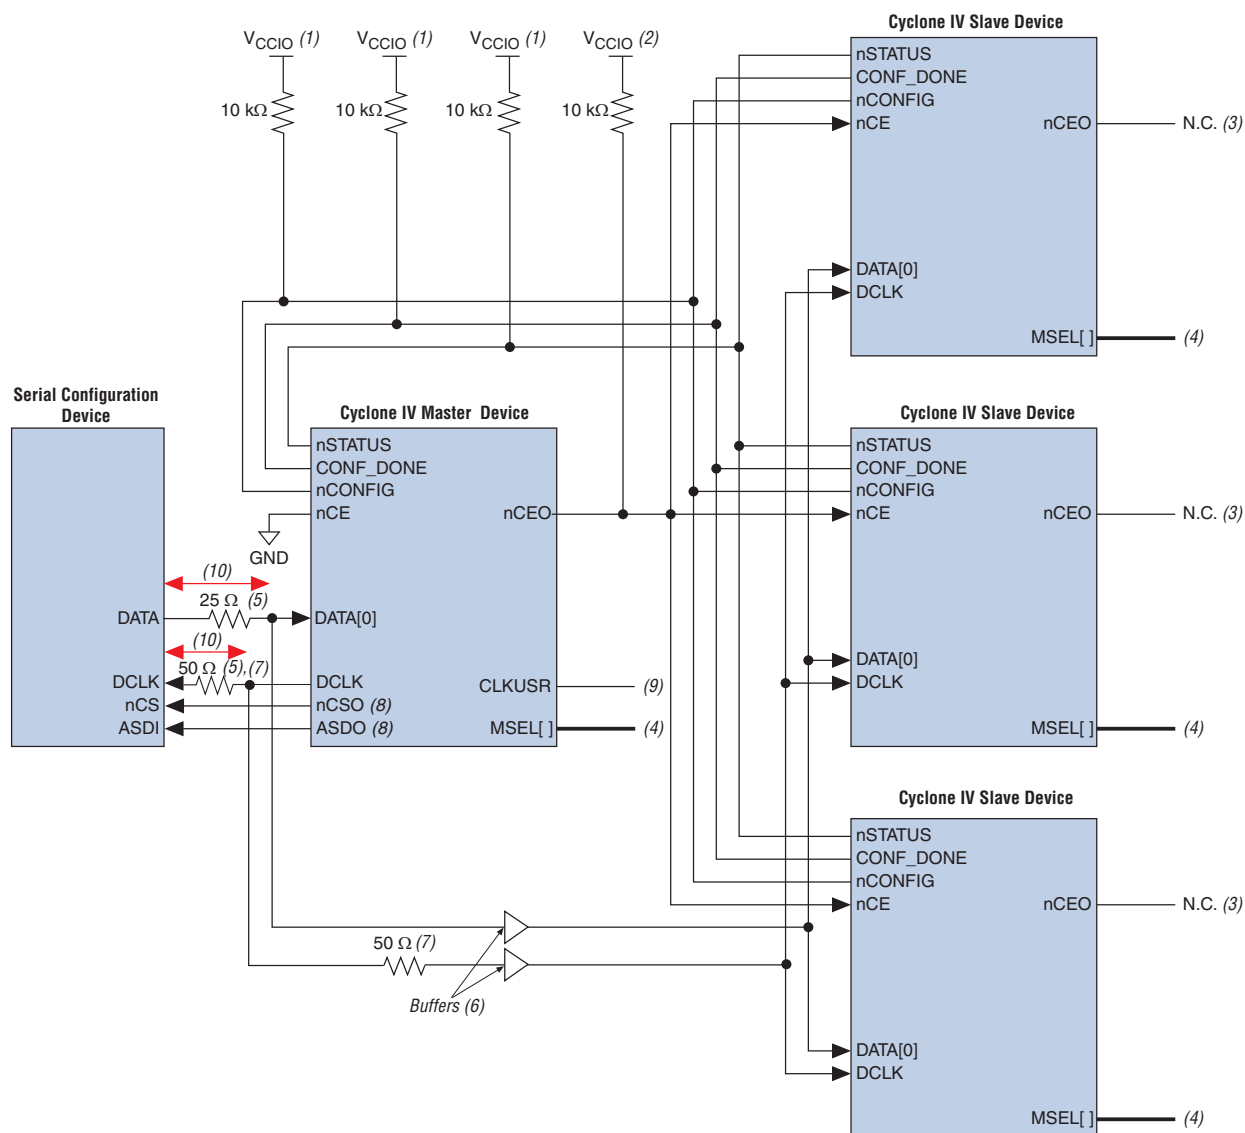 Cyclone IV Slave Device
V_CCIO (1) V_CCIO (1) V_CCIO (1) V_CCIO (2)
10 kΩ 10 kΩ 10 kΩ 10 kΩ
nSTATUS
CONF_DONE
nCONFIG
nCE nCEO N.C. (3)
DATA[0]
DCLK
MSEL[ ] (4)
Serial Configuration
Device
DATA
DCLK
nCS
ASDI
(10)
25 Ω (5)
(10)
50 Ω (5),(7)
Cyclone IV Master Device
nSTATUS
CONF_DONE
nCONFIG
nCE nCEO
GND
DATA[0]
DCLK
CLKUSR (9)
nCSO (8)
ASDO (8) MSEL[ ] (4)
Cyclone IV Slave Device
nSTATUS
CONF_DONE
nCONFIG
nCE nCEO N.C. (3)
DATA[0]
DCLK
MSEL[ ] (4)
50 Ω (7)
Buffers (6)
Cyclone IV Slave Device
nSTATUS
CONF_DONE
nCONFIG
nCE nCEO N.C. (3)
DATA[0]
DCLK
MSEL[ ] (4)